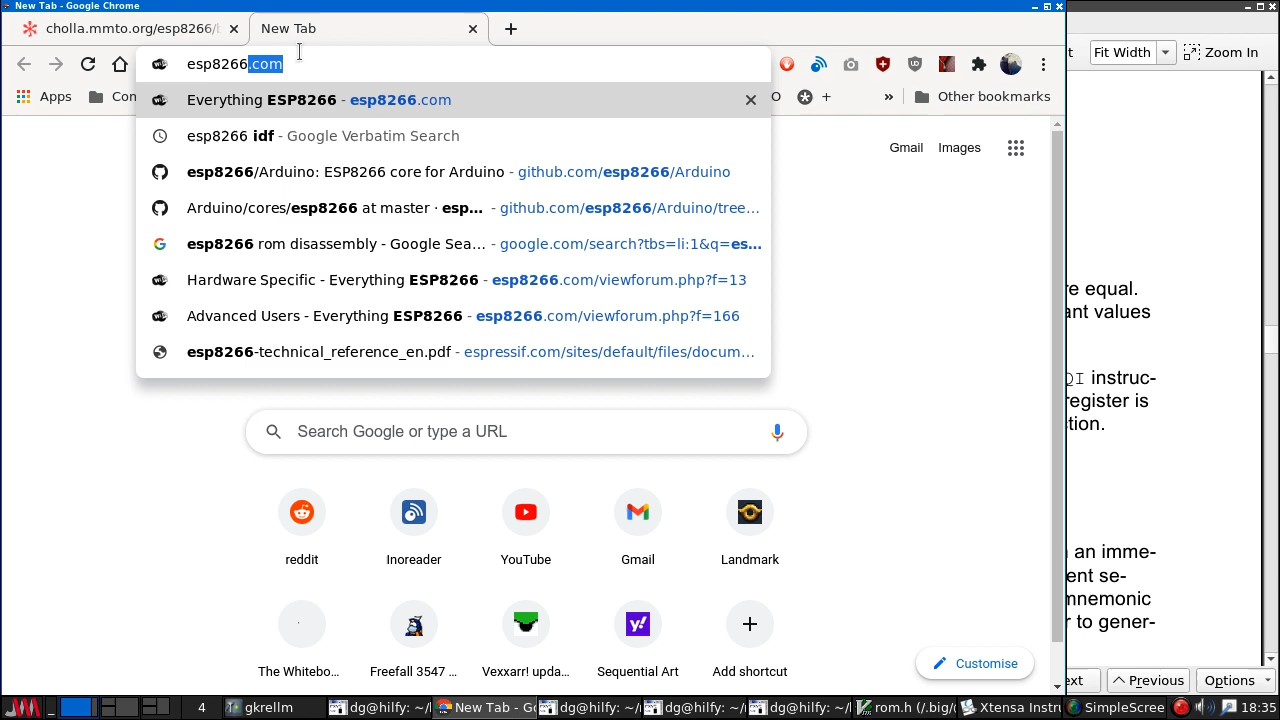 New Tab - Google Chrome
cholla.mmto.org/esp8266/
New Tab
esp8266.com
Fit Width
Zoom In
Apps
Other bookmarks
Everything ESP8266 - esp8266.com
esp8266 idf - Google Verbatim Search
esp8266/Arduino: ESP8266 core for Arduino - github.com/esp8266/Arduino
Arduino/cores/esp8266 at master · esp... - github.com/esp8266/Arduino/tree...
esp8266 rom disassembly - Google Sea... - google.com/search?tbs=li:1&q=es...
Hardware Specific - Everything ESP8266 - esp8266.com/viewforum.php?f=13
Advanced Users - Everything ESP8266 - esp8266.com/viewforum.php?f=166
esp8266-technical_reference_en.pdf - espressif.com/sites/default/files/docum...
Gmail
Images
Search Google or type a URL
reddit
Inoreader
YouTube
Gmail
Landmark
The Whitebo...
Freefall 3547 ...
Vexxarr! upda...
Sequential Art
Add shortcut
Customise
equal.
values
QI instruc-
register is
an imme-
se-
mnemonic
to gener-
Previous
Options
4
gkrellm
dg@hilfy: ~/
New Tab - Go
dg@hilfy: ~/
dg@hilfy: ~/
dg@hilfy: ~/
rom.h (/.big/
Xtensa Instru
SimpleScree
18:35